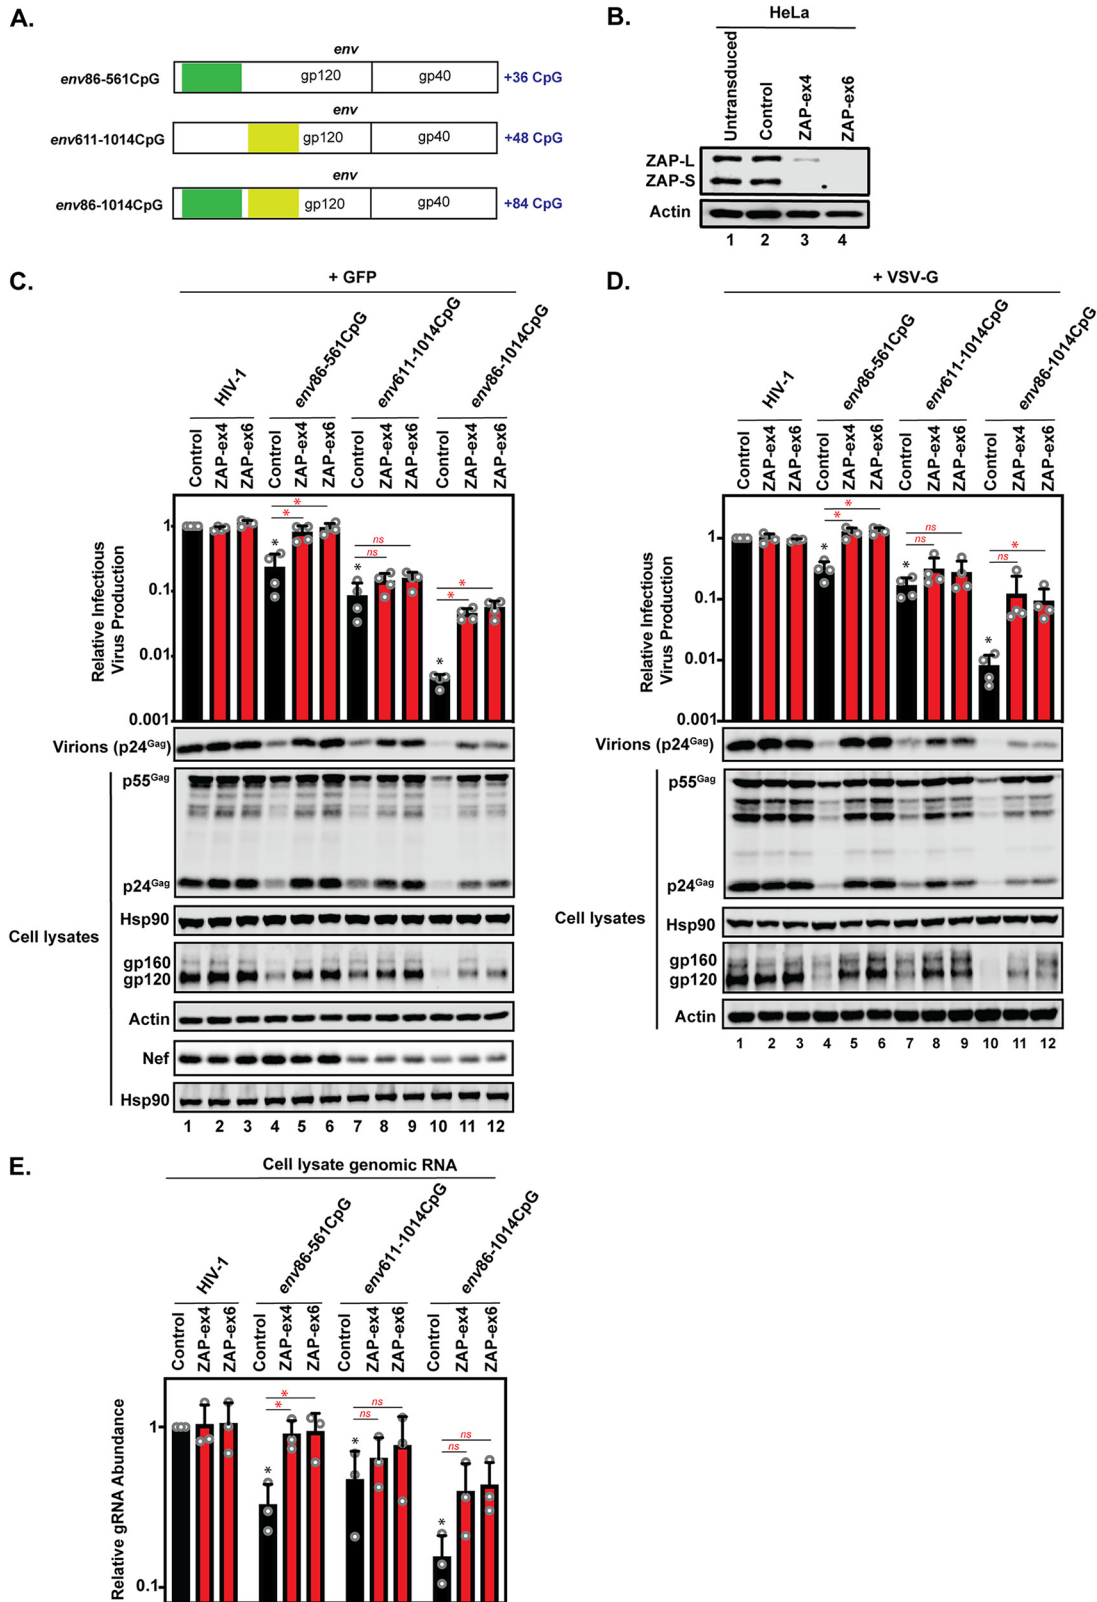 A.
env
env86-561CpG
gp120
gp40
+36 CpG
env
env611-1014CpG
gp120
gp40
+48 CpG
env
env86-1014CpG
gp120
gp40
+84 CpG
B.
HeLa
Untransduced
Control
ZAP-ex4
ZAP-ex6
ZAP-L
ZAP-S
Actin
1 2 3 4
C.
+ GFP
HIV-1
env86-561CpG
env611-1014CpG
env86-1014CpG
Control ZAP-ex4 ZAP-ex6 Control ZAP-ex4 ZAP-ex6 Control ZAP-ex4 ZAP-ex6 Control ZAP-ex4 ZAP-ex6
Relative Infectious
Virus Production
1
0.1
0.01
0.001
* * *
* ns ns
* * *
Virions (p24Gag)
p55Gag
p24Gag
Hsp90
Cell lysates
gp160
gp120
Actin
Nef
Hsp90
1 2 3 4 5 6 7 8 9 10 11 12
D.
+ VSV-G
HIV-1
env86-561CpG
env611-1014CpG
env86-1014CpG
Control ZAP-ex4 ZAP-ex6 Control ZAP-ex4 ZAP-ex6 Control ZAP-ex4 ZAP-ex6 Control ZAP-ex4 ZAP-ex6
Relative Infectious
Virus Production
1
0.1
0.01
0.001
* * *
* ns ns
* ns *
Virions (p24Gag)
p55Gag
p24Gag
Cell lysates
Hsp90
gp160
gp120
Actin
1 2 3 4 5 6 7 8 9 10 11 12
E.
Cell lysate genomic RNA
HIV-1
env86-561CpG
env611-1014CpG
env86-1014CpG
Control ZAP-ex4 ZAP-ex6 Control ZAP-ex4 ZAP-ex6 Control ZAP-ex4 ZAP-ex6 Control ZAP-ex4 ZAP-ex6
Relative gRNA Abundance
1
0.1
* * *
* ns ns
* ns ns